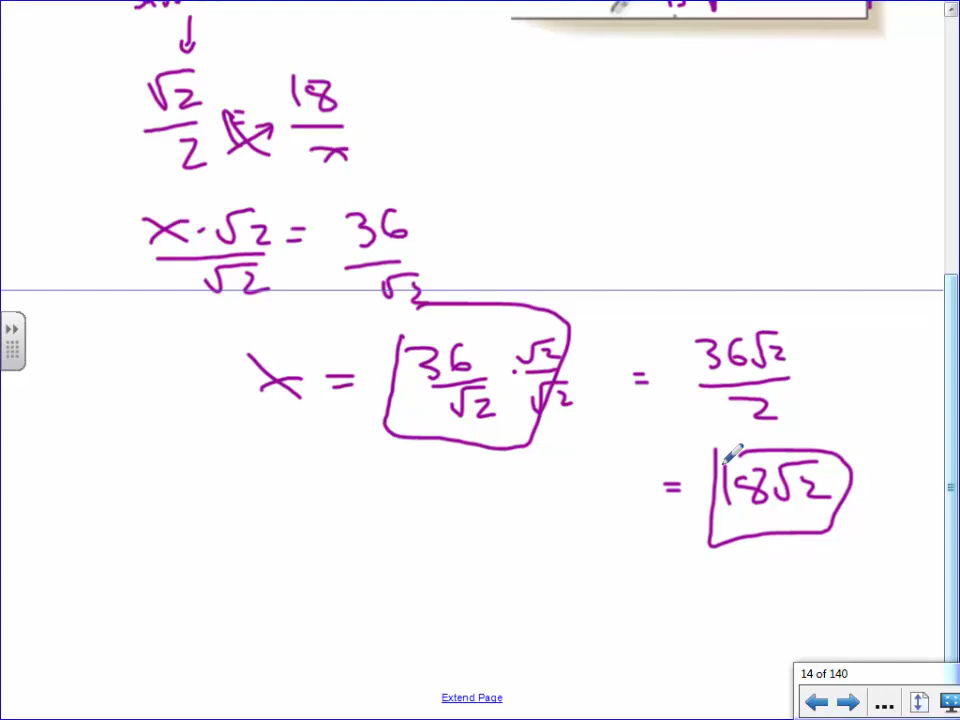 √2/2 = 18/x
x·√2/√2 = 36/√2
x = 36/√2 · √2/√2 = 36√2/2
= 18√2
14 of 140
...
Extend Page